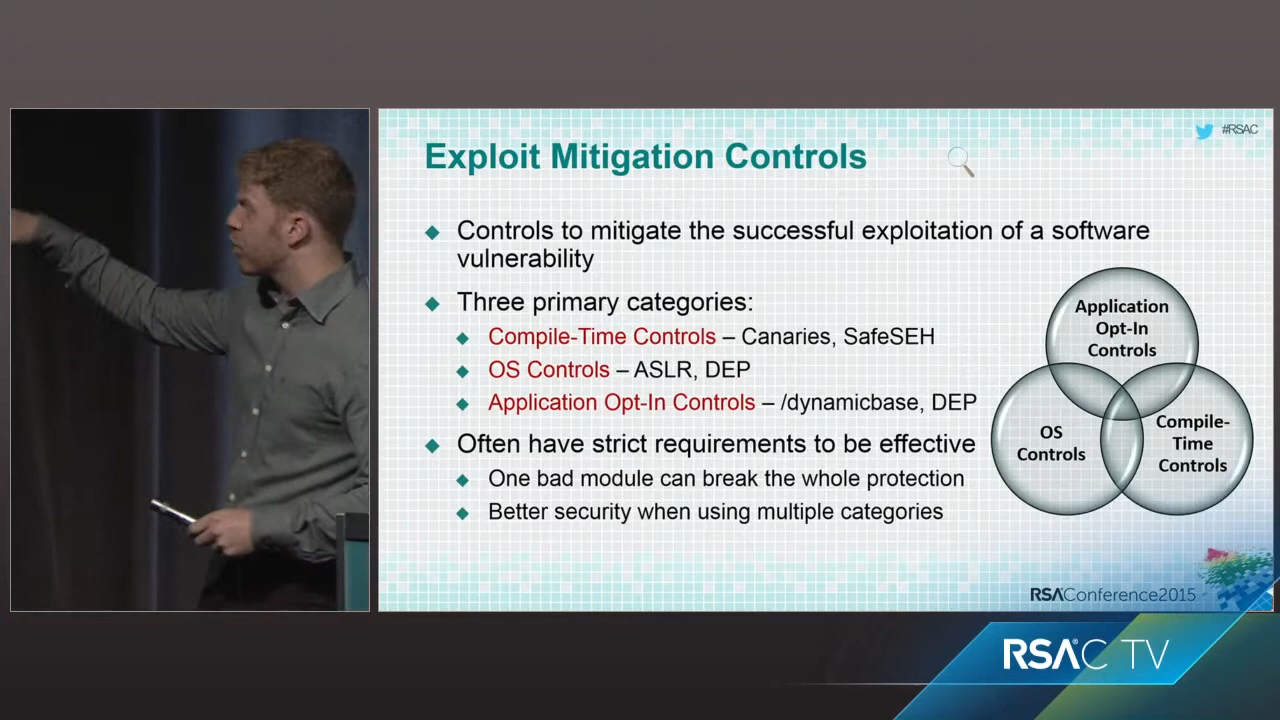 #RSAC
Exploit Mitigation Controls
Controls to mitigate the successful exploitation of a software
vulnerability
Three primary categories:
Compile-Time Controls – Canaries, SafeSEH
OS Controls – ASLR, DEP
Application Opt-In Controls – /dynamicbase, DEP
Often have strict requirements to be effective
One bad module can break the whole protection
Better security when using multiple categories
Application
Opt-In
Controls
OS
Controls
Compile-
Time
Controls
RSAConference2015
RSAC TV